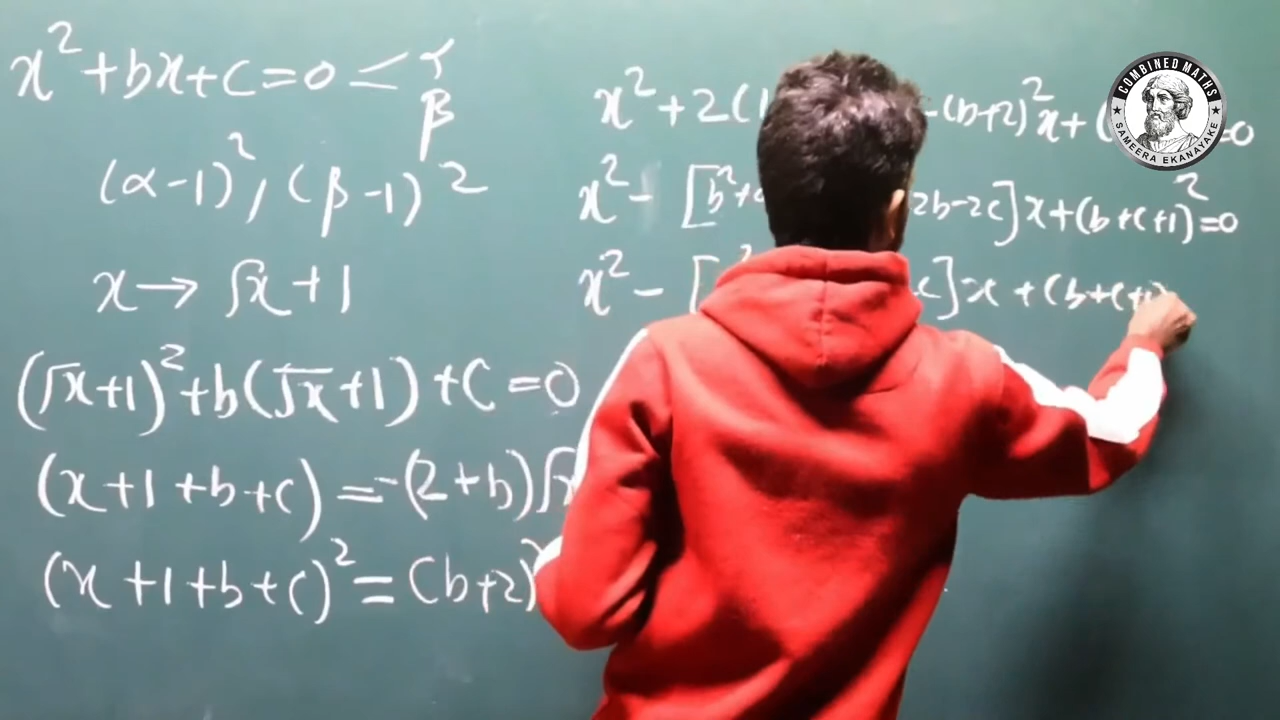 x² + bx + c = 0 < α
β
(α - 1)², (β - 1)²
x → √x + 1
(√x + 1)² + b(√x + 1) + c = 0
(x + 1 + b + c) = -(2 + b)√x
(x + 1 + b + c)² = (b + 2)
x² + 2(1 - (b+2)²x + ( = 0
x² - [b² + 2b - 2c]x + (b + c + 1)² = 0
x² - [ c]x + (b + c + 1)
COMBINED MATHS
SAMEERA EKANAYAKE